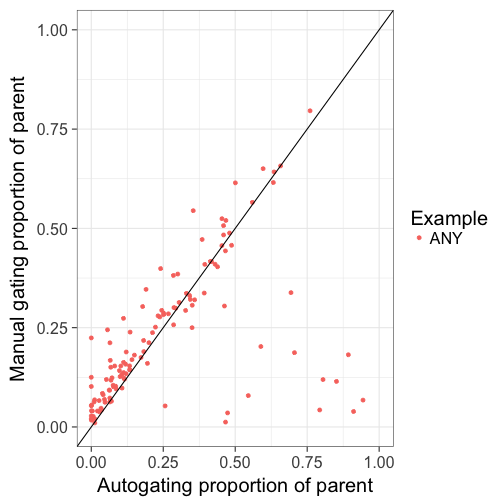 1.00
0.75
0.50
0.25
0.00
Manual gating proportion of parent
0.00 0.25 0.50 0.75 1.00
Autogating proportion of parent
Example
ANY